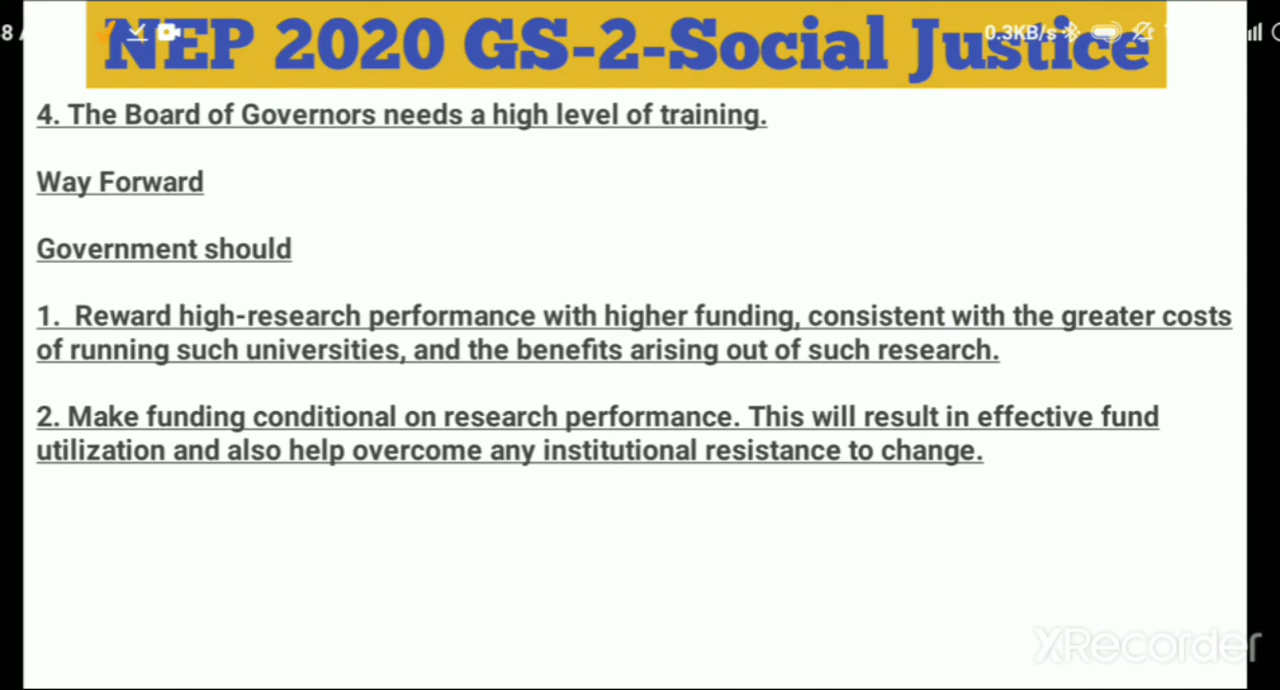 NEP 2020 GS-2-Social Justice
8
0.3KB/s
4. The Board of Governors needs a high level of training.
Way Forward
Government should
1. Reward high-research performance with higher funding, consistent with the greater costs
of running such universities, and the benefits arising out of such research.
2. Make funding conditional on research performance. This will result in effective fund
utilization and also help overcome any institutional resistance to change.
XRecorder